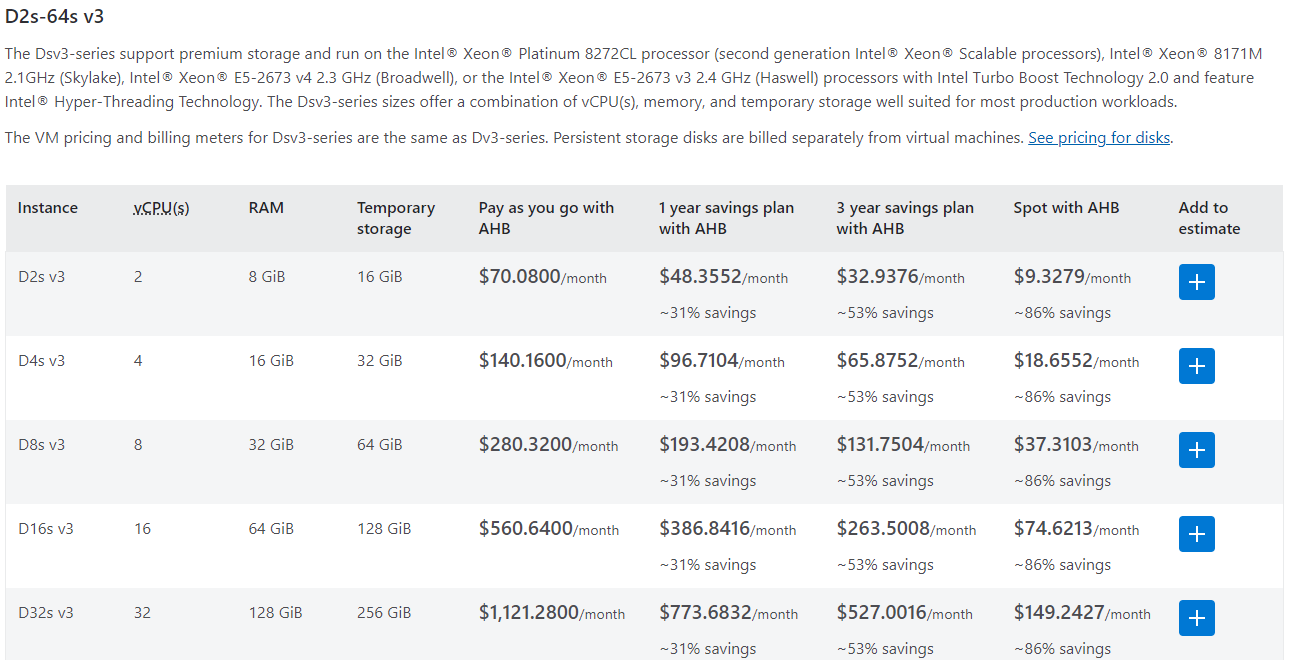 D2s-64s v3
The Dsv3-series support premium storage and run on the Intel® Xeon® Platinum 8272CL processor (second generation Intel® Xeon® Scalable processors), Intel® Xeon® 8171M
2.1GHz (Skylake), Intel® Xeon® E5-2673 v4 2.3 GHz (Broadwell), or the Intel® Xeon® E5-2673 v3 2.4 GHz (Haswell) processors with Intel Turbo Boost Technology 2.0 and feature
Intel® Hyper-Threading Technology. The Dsv3-series sizes offer a combination of vCPU(s), memory, and temporary storage well suited for most production workloads.
The VM pricing and billing meters for Dsv3-series are the same as Dv3-series. Persistent storage disks are billed separately from virtual machines. See pricing for disks.
Instance vCPU(s) RAM Temporary Pay as you go with 1 year savings plan 3 year savings plan Spot with AHB Add to
storage AHB with AHB with AHB estimate
D2s v3 2 8 GiB 16 GiB $70.0800/month $48.3552/month $32.9376/month $9.3279/month
~31% savings ~53% savings ~86% savings
D4s v3 4 16 GiB 32 GiB $140.1600/month $96.7104/month $65.8752/month $18.6552/month
~31% savings ~53% savings ~86% savings
D8s v3 8 32 GiB 64 GiB $280.3200/month $193.4208/month $131.7504/month $37.3103/month
~31% savings ~53% savings ~86% savings
D16s v3 16 64 GiB 128 GiB $560.6400/month $386.8416/month $263.5008/month $74.6213/month
~31% savings ~53% savings ~86% savings
D32s v3 32 128 GiB 256 GiB $1,121.2800/month $773.6832/month $527.0016/month $149.2427/month
~31% savings ~53% savings ~86% savings